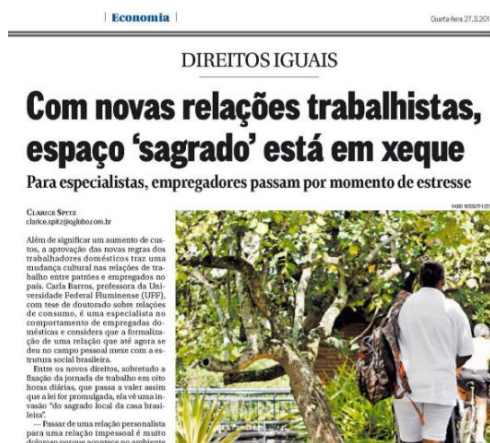 | Economia |
Quarta-feira 27.3.201
DIREITOS IGUAIS
Com novas relações trabalhistas,
espaço ‘sagrado’ está em xeque
Para especialistas, empregadores passam por momento de estresse
CLARICE SPITZ
clarice.spitz@oglobo.com.br
Além de significar um aumento de cus-
tos, a aprovação das novas regras dos
trabalhadores domésticos traz uma
mudança cultural nas relações de tra-
balho entre patrões e empregados no
país. Carla Barros, professora da Uni-
versidade Federal Fluminense (UFF),
com tese de doutorado sobre relações
de consumo, é uma especialista no
comportamento de empregadas do-
mésticas e considera que a formaliza-
ção de uma relação que até agora se
deu no campo pessoal mexe com a es-
trutura social brasileira.
Entre os novos direitos, sobretudo a
fixação da jornada de trabalho em oito
horas diárias, que passa a valer assim
que a lei for promulgada, ela vê uma in-
vasão “do sagrado local da casa brasi-
leira”.
— Passar de uma relação personalista
para uma relação impessoal é muito
doloroso porque acontece no ambiente